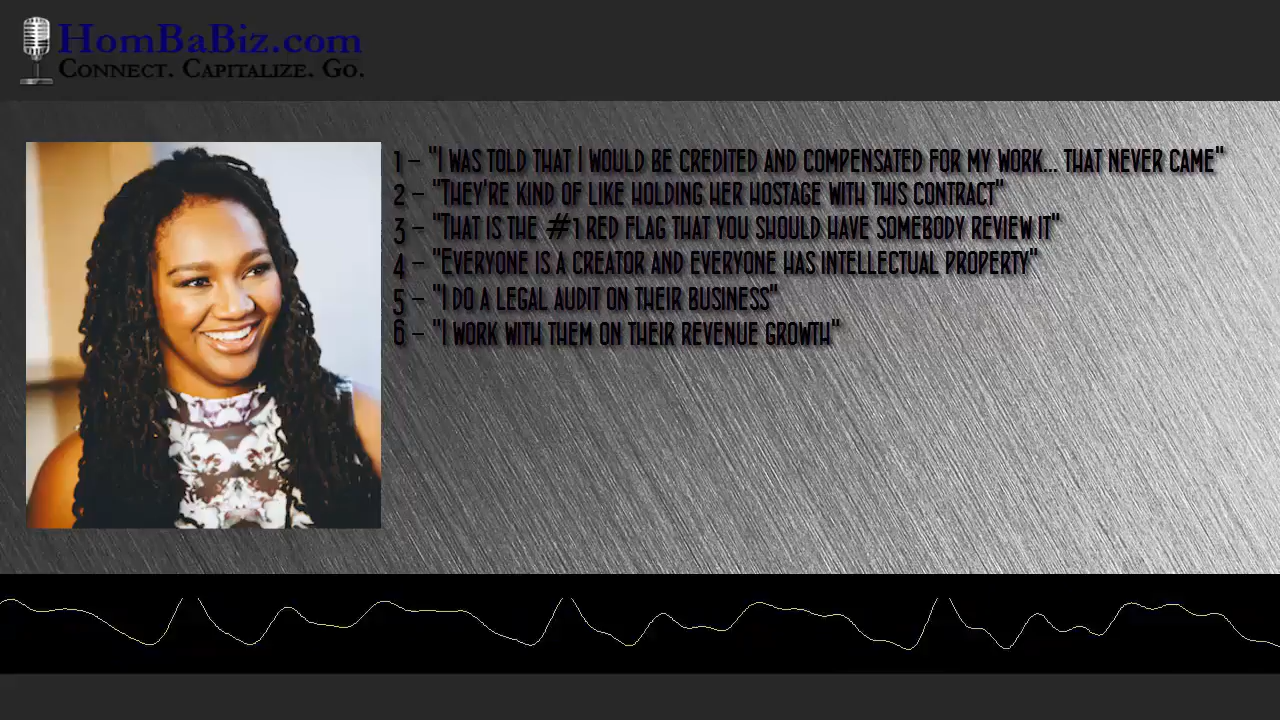 HomBaBiz.com
Connect. Capitalize. Go.
1 – "I was told that I would be credited and compensated for my work... that never came"
2 – "They're kind of like holding her hostage with this contract"
3 – "That is the #1 red flag that you should have somebody review it"
4 – "Everyone is a creator and everyone has intellectual property"
5 – "I do a legal audit on their business"
6 – "I work with them on their revenue growth"